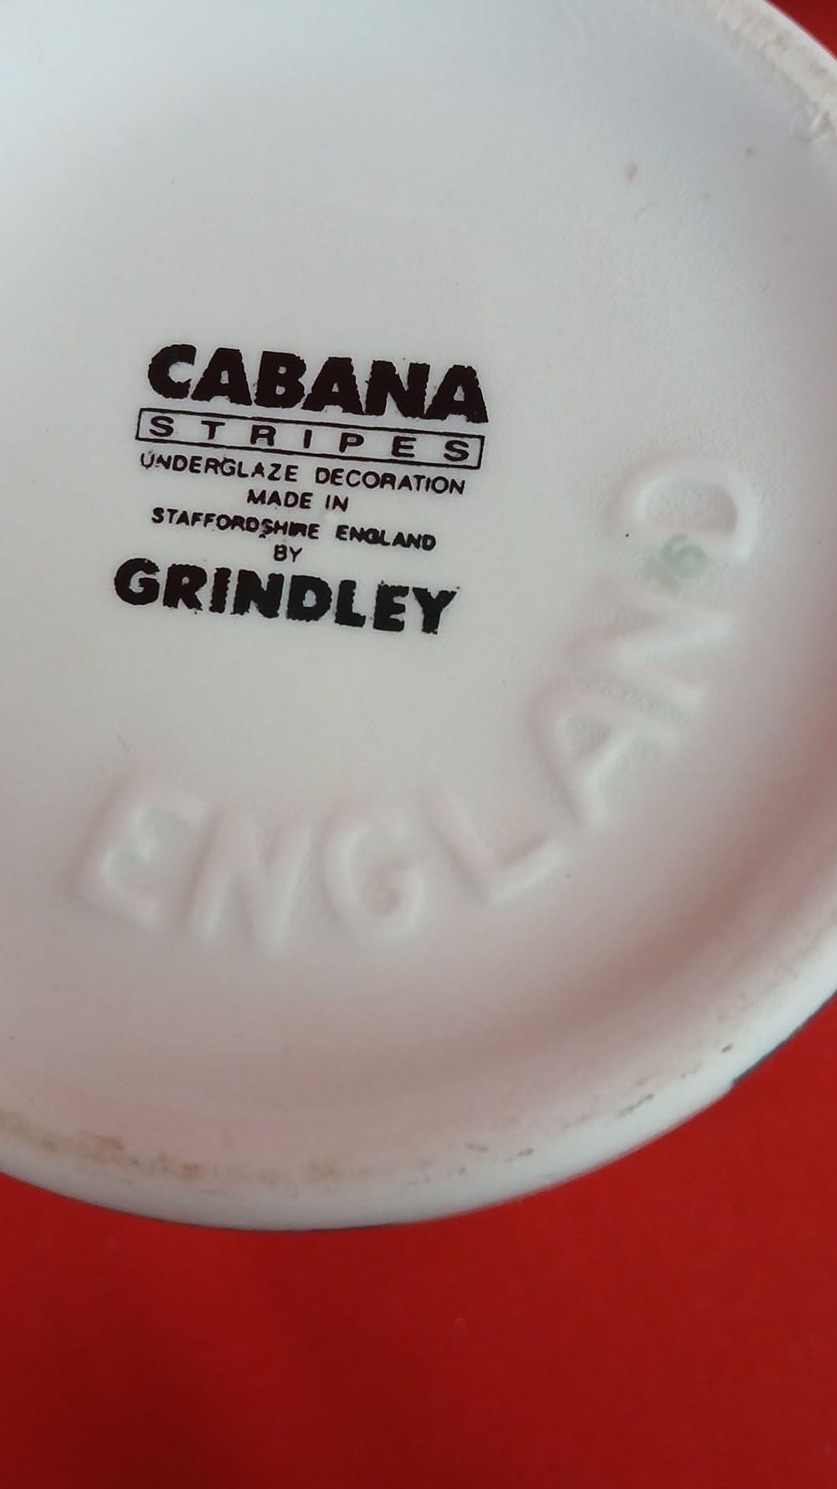 CABANA
STRIPES
UNDERGLAZE DECORATION
MADE IN
STAFFORDSHIRE ENGLAND
BY
GRINDLEY
ENGLAND